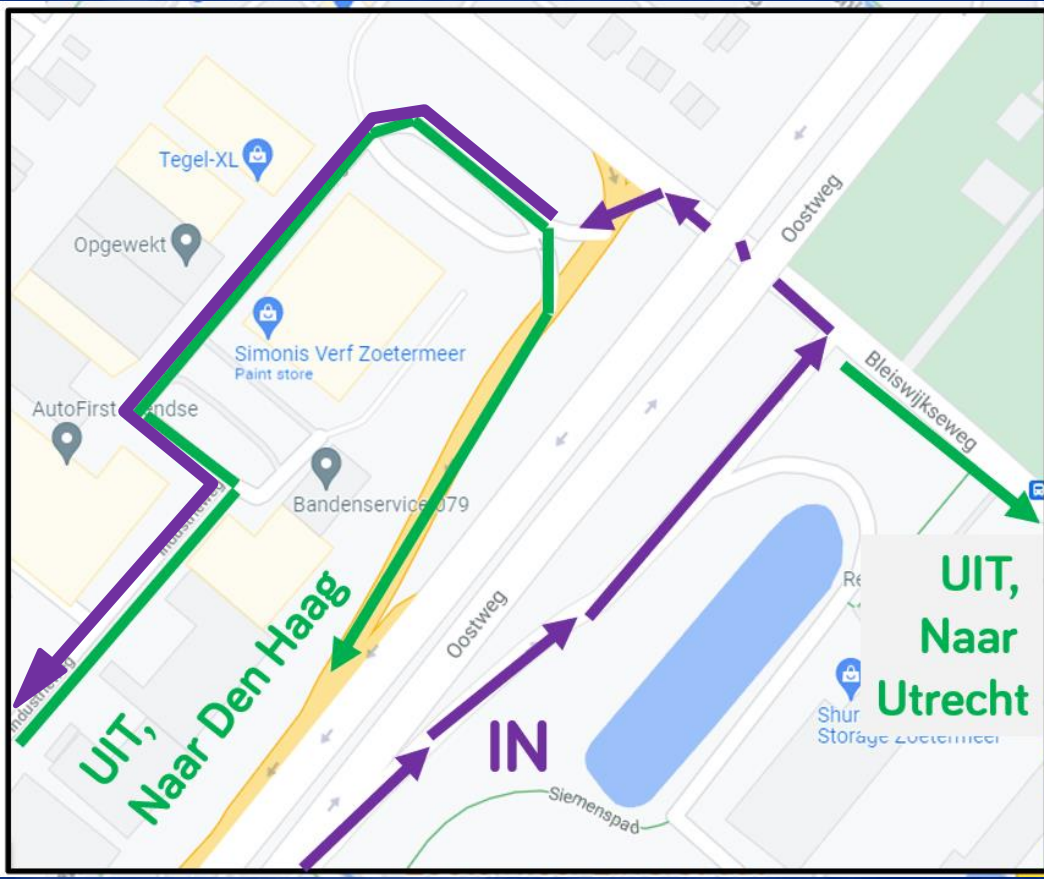 Oostweg
Tegel-XL
Opgewekt
Simonis Verf Zoetermeer
Paint store
Bleiswijkseweg
AutoFirst
Bandenservice 079
Oostweg
UIT,
Naar Den Haag
IN
UIT,
Naar
Utrecht
Storage Zoetermeer
Siemenspad